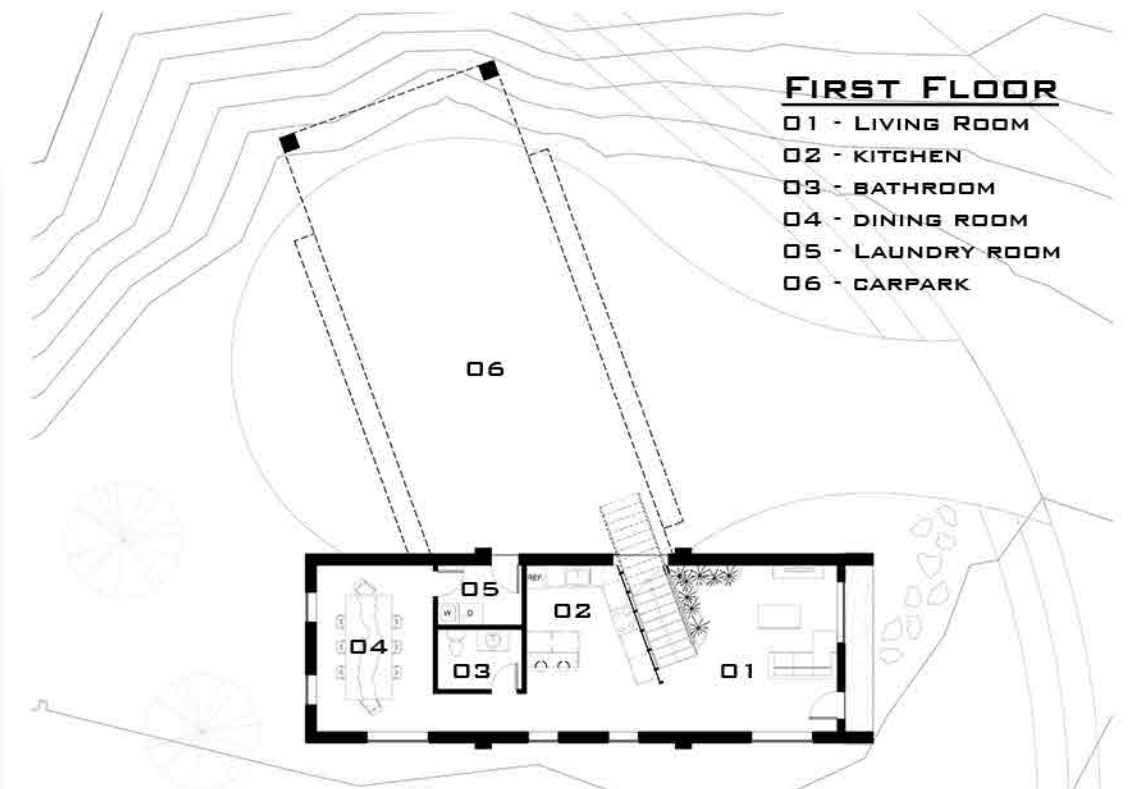 FIRST FLOOR
01 - LIVING ROOM
02 - KITCHEN
03 - BATHROOM
04 - DINING ROOM
05 - LAUNDRY ROOM
06 - CARPARK
06
05
REF.
W D
02
04
03
01